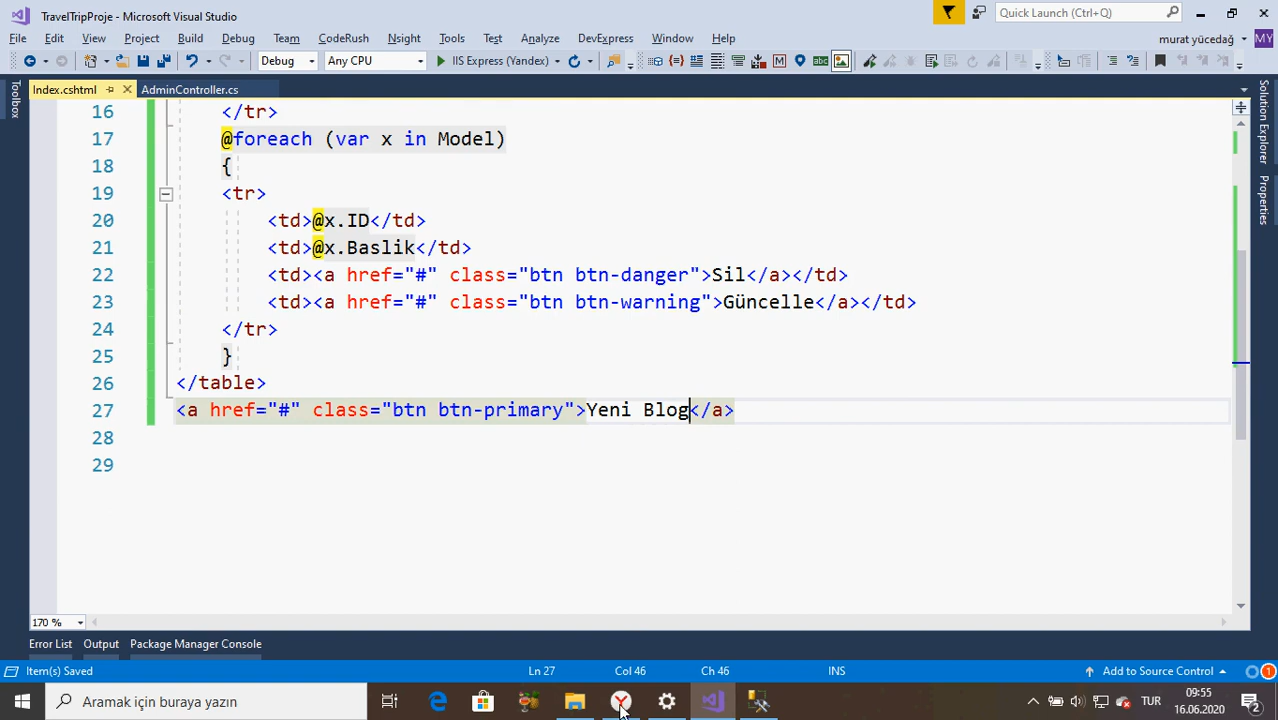 TravelTripProje - Microsoft Visual Studio
Quick Launch (Ctrl+Q)
File Edit View Project Build Debug Team Test CodeRush Nsight Tools Analyze DevExpress Window Help
murat yücedağ MY
Debug Any CPU IIS Express (Yandex) abc
Index.cshtml AdminController.cs
Toolbox
Solution Explorer
Properties
16 </tr>
17 @foreach (var x in Model)
18 {
19 <tr>
20 <td>@x.ID</td>
21 <td>@x.Baslik</td>
22 <td><a href="#" class="btn btn-danger">Sil</a></td>
23 <td><a href="#" class="btn btn-warning">Güncelle</a></td>
24 </tr>
25 }
26 </table>
27 <a href="#" class="btn btn-primary">Yeni Blog</a>
28
29
170 %
Error List Output Package Manager Console
Item(s) Saved Ln 27 Col 46 Ch 46 INS Add to Source Control 1
Aramak için buraya yazın
TUR
09:55
16.06.2020
2